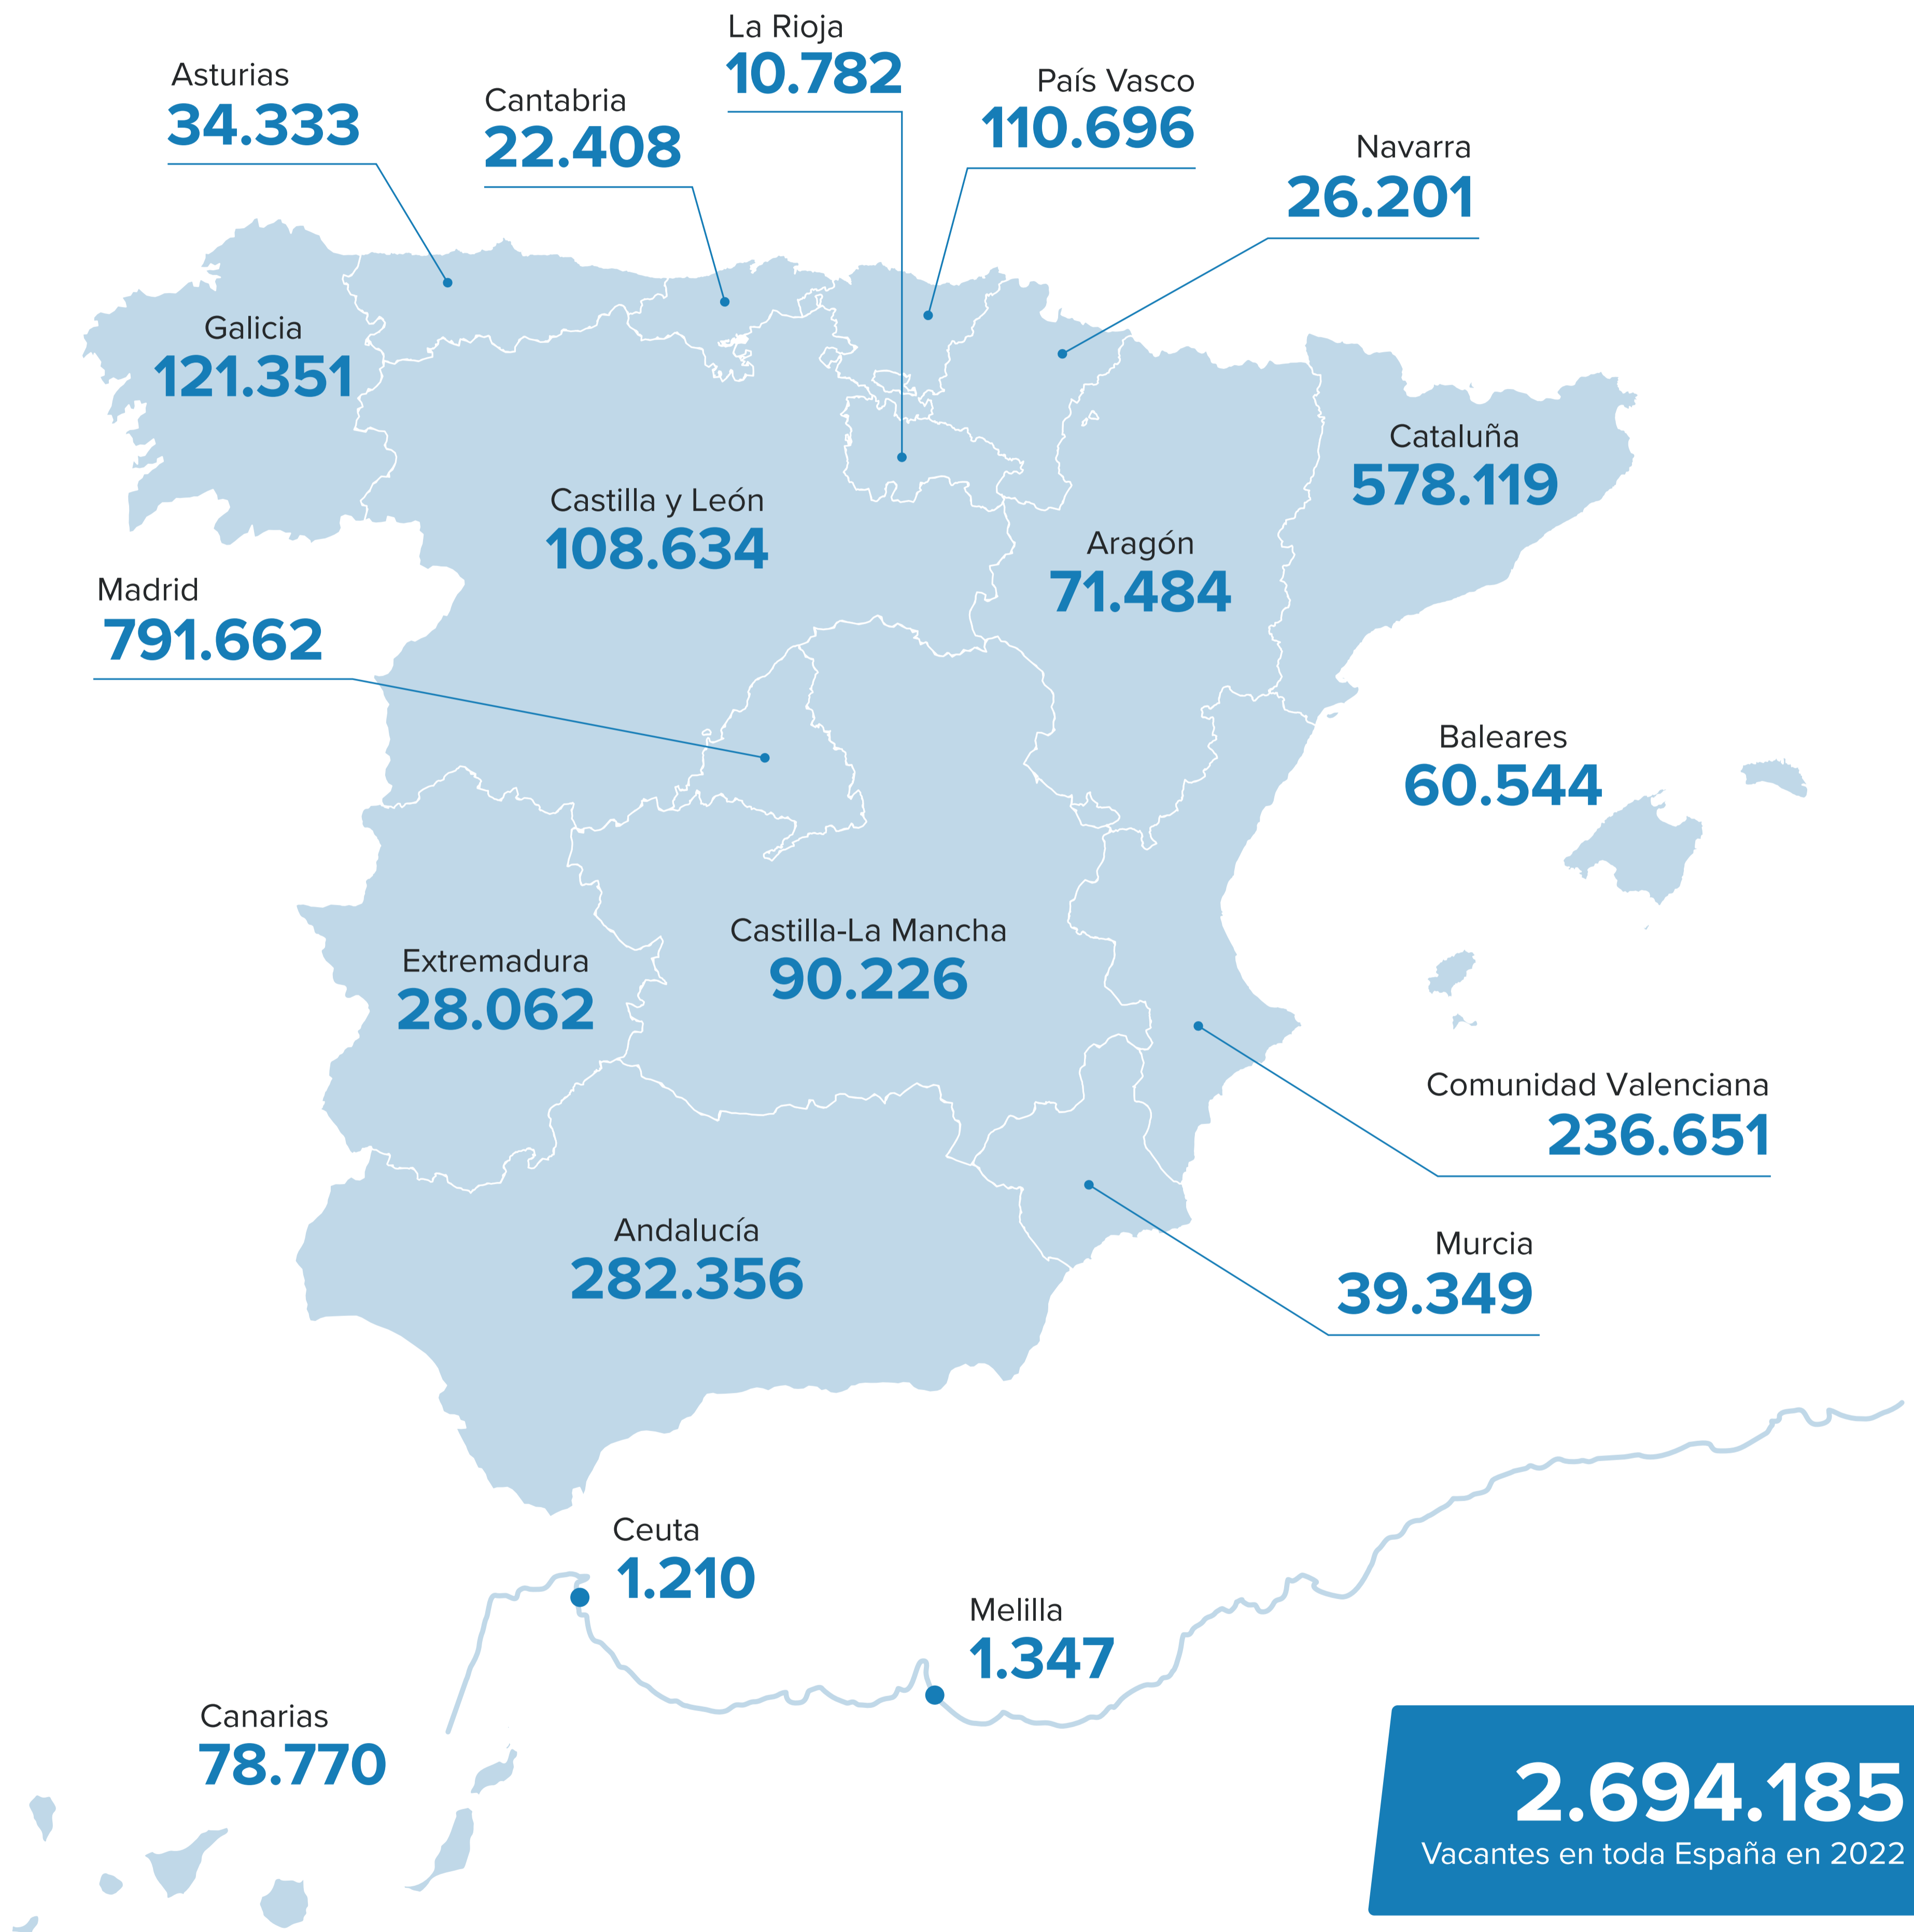 La Rioja
10.782
Asturias
34.333
País Vasco
110.696
Cantabria
22.408
Navarra
26.201
Galicia
121.351
Cataluña
578.119
Castilla y León
108.634
Aragón
71.484
Madrid
791.662
Baleares
60.544
Castilla-La Mancha
90.226
Extremadura
28.062
Comunidad Valenciana
236.651
Andalucía
282.356
Murcia
39.349
Ceuta
1.210
Melilla
1.347
Canarias
78.770
2.694.185
Vacantes en toda España en 2022